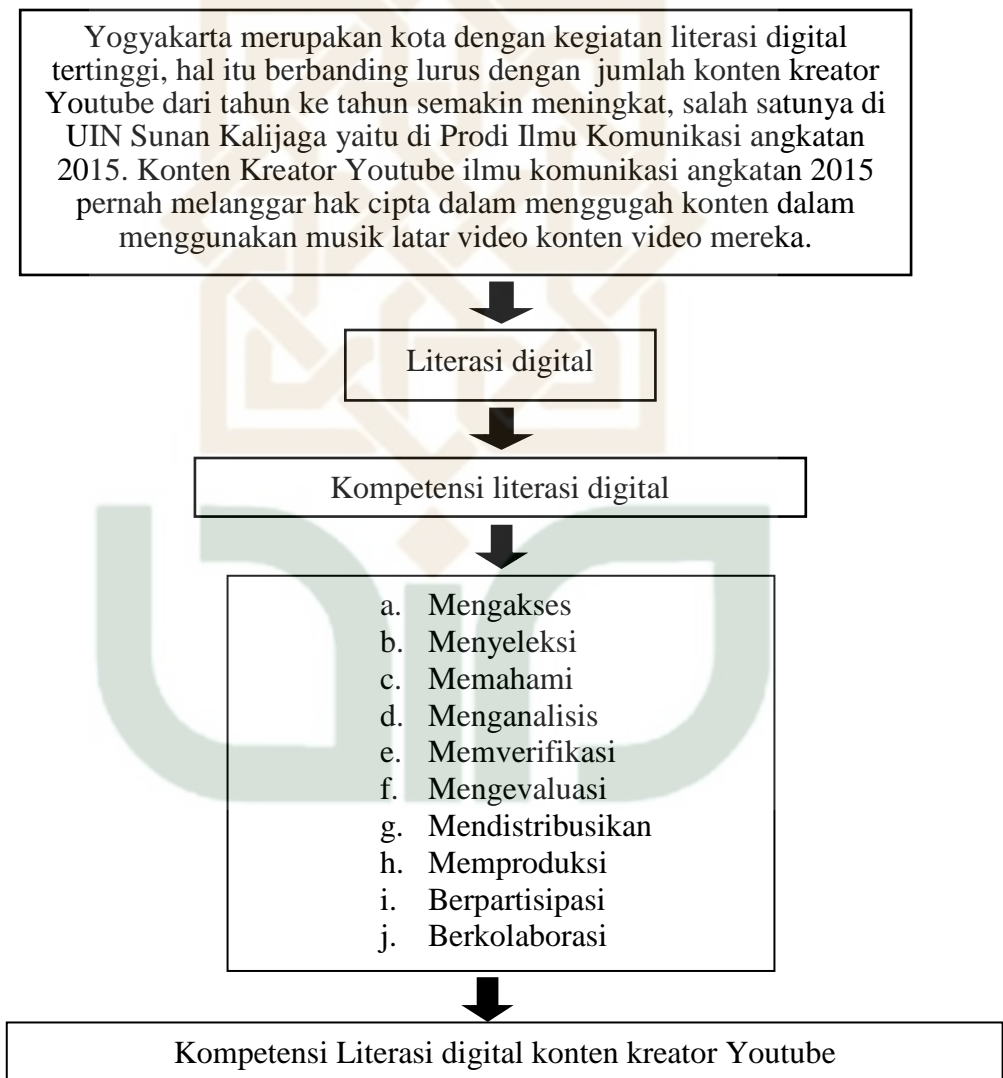 Yogyakarta merupakan kota dengan kegiatan literasi digital
tertinggi, hal itu berbanding lurus dengan jumlah konten kreator
Youtube dari tahun ke tahun semakin meningkat, salah satunya di
UIN Sunan Kalijaga yaitu di Prodi Ilmu Komunikasi angkatan
2015. Konten Kreator Youtube ilmu komunikasi angkatan 2015
pernah melanggar hak cipta dalam menggugah konten dalam
menggunakan musik latar video konten video mereka.
Literasi digital
Kompetensi literasi digital
a. Mengakses
b. Menyeleksi
c. Memahami
d. Menganalisis
e. Memverifikasi
f. Mengevaluasi
g. Mendistribusikan
h. Memproduksi
i. Berpartisipasi
j. Berkolaborasi
Kompetensi Literasi digital konten kreator Youtube